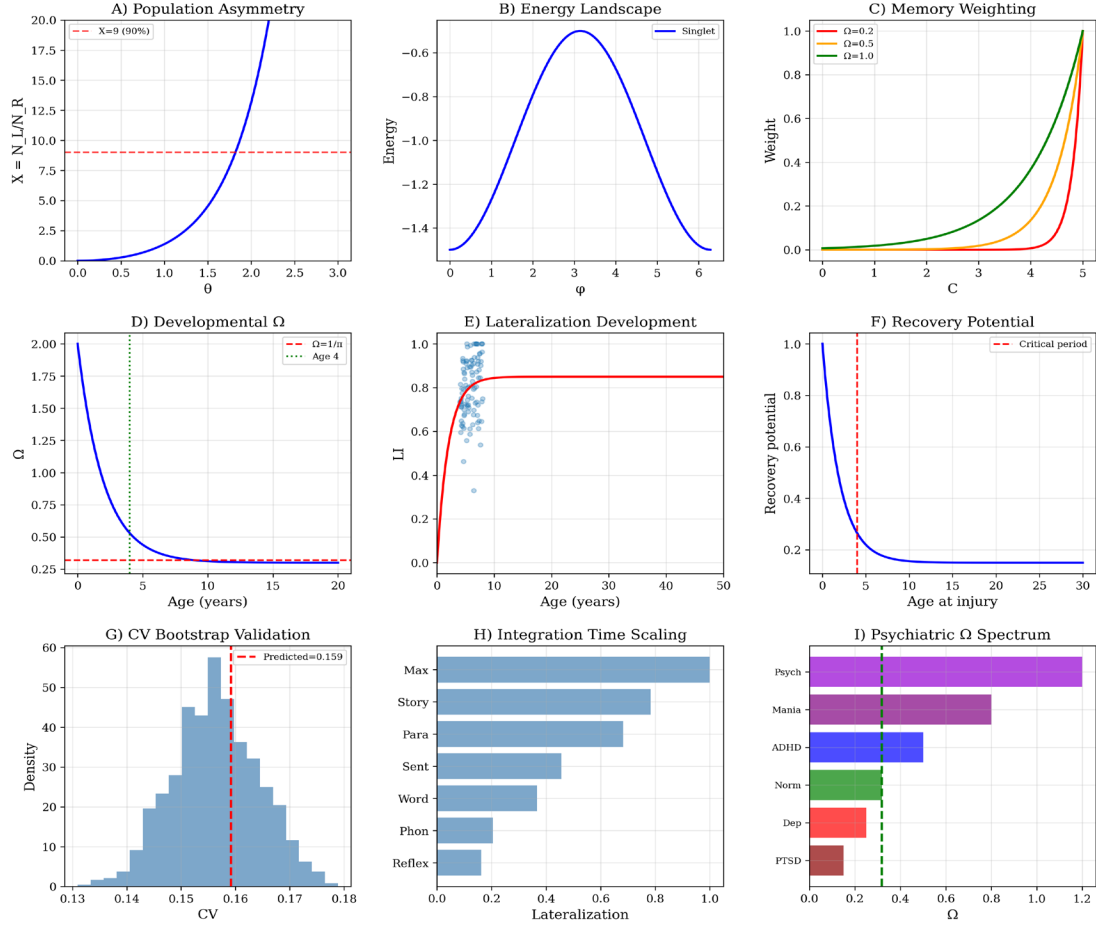 A) Population Asymmetry
X = N_L/N_R
20.0
17.5
15.0
12.5
10.0
7.5
5.0
2.5
0.0
X=9 (90%)
0.0 0.5 1.0 1.5 2.0 2.5 3.0
θ
B) Energy Landscape
Energy
−0.6
−0.8
−1.0
−1.2
−1.4
Singlet
0 1 2 3 4 5 6
φ
C) Memory Weighting
Weight
1.0
0.8
0.6
0.4
0.2
0.0
Ω=0.2
Ω=0.5
Ω=1.0
0 1 2 3 4 5
C
D) Developmental Ω
Ω
2.00
1.75
1.50
1.25
1.00
0.75
0.50
0.25
Ω=1/π
Age 4
0 5 10 15 20
Age (years)
E) Lateralization Development
LI
1.0
0.8
0.6
0.4
0.2
0.0
0 10 20 30 40 50
Age (years)
F) Recovery Potential
Recovery potential
1.0
0.8
0.6
0.4
0.2
Critical period
0 5 10 15 20 25 30
Age at injury
G) CV Bootstrap Validation
Density
60
50
40
30
20
10
0
Predicted=0.159
0.13 0.14 0.15 0.16 0.17 0.18
CV
H) Integration Time Scaling
Max
Story
Para
Sent
Word
Phon
Reflex
0.0 0.2 0.4 0.6 0.8 1.0
Lateralization
I) Psychiatric Ω Spectrum
Psych
Mania
ADHD
Norm
Dep
PTSD
0.0 0.2 0.4 0.6 0.8 1.0 1.2
Ω